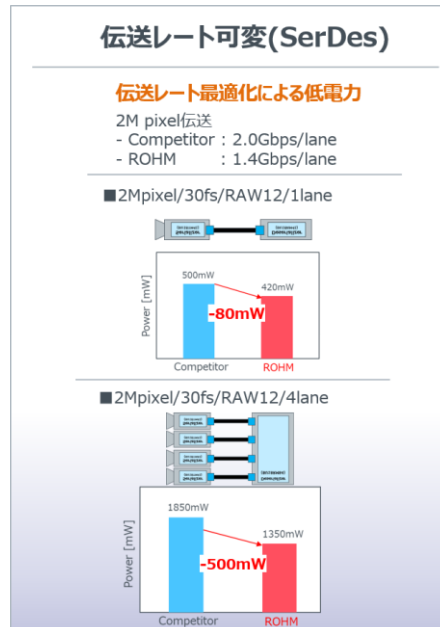 伝送レート可変(SerDes)
伝送レート最適化による低電力
2M pixel伝送
- Competitor : 2.0Gbps/lane
- ROHM : 1.4Gbps/lane
■2Mpixel/30fs/RAW12/1lane
Power [mW]
500mW
420mW
-80mW
Competitor
ROHM
■2Mpixel/30fs/RAW12/4lane
Power [mW]
1850mW
1350mW
-500mW
Competitor
ROHM